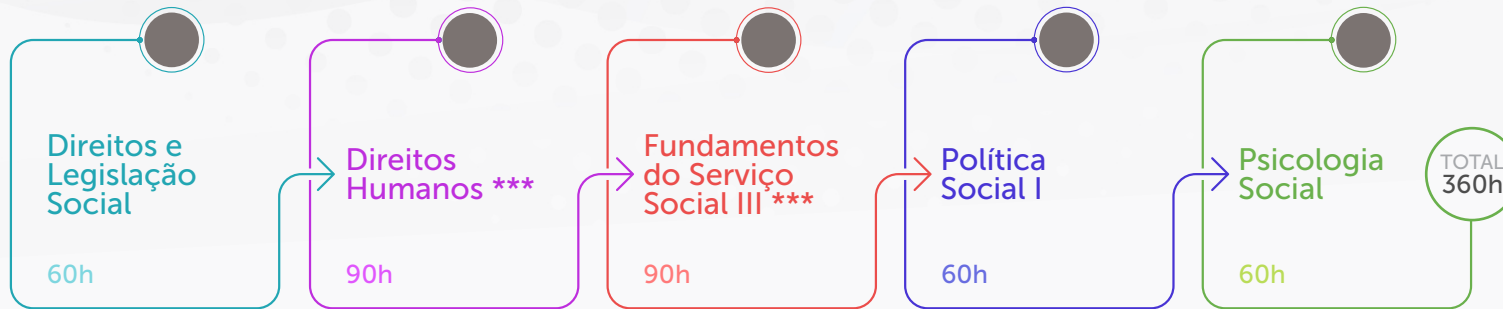 Direitos e
Legislação
Social
60h
Direitos
Humanos ***
90h
Fundamentos
do Serviço
Social III ***
90h
Política
Social I
60h
Psicologia
Social
60h
TOTAL
360h